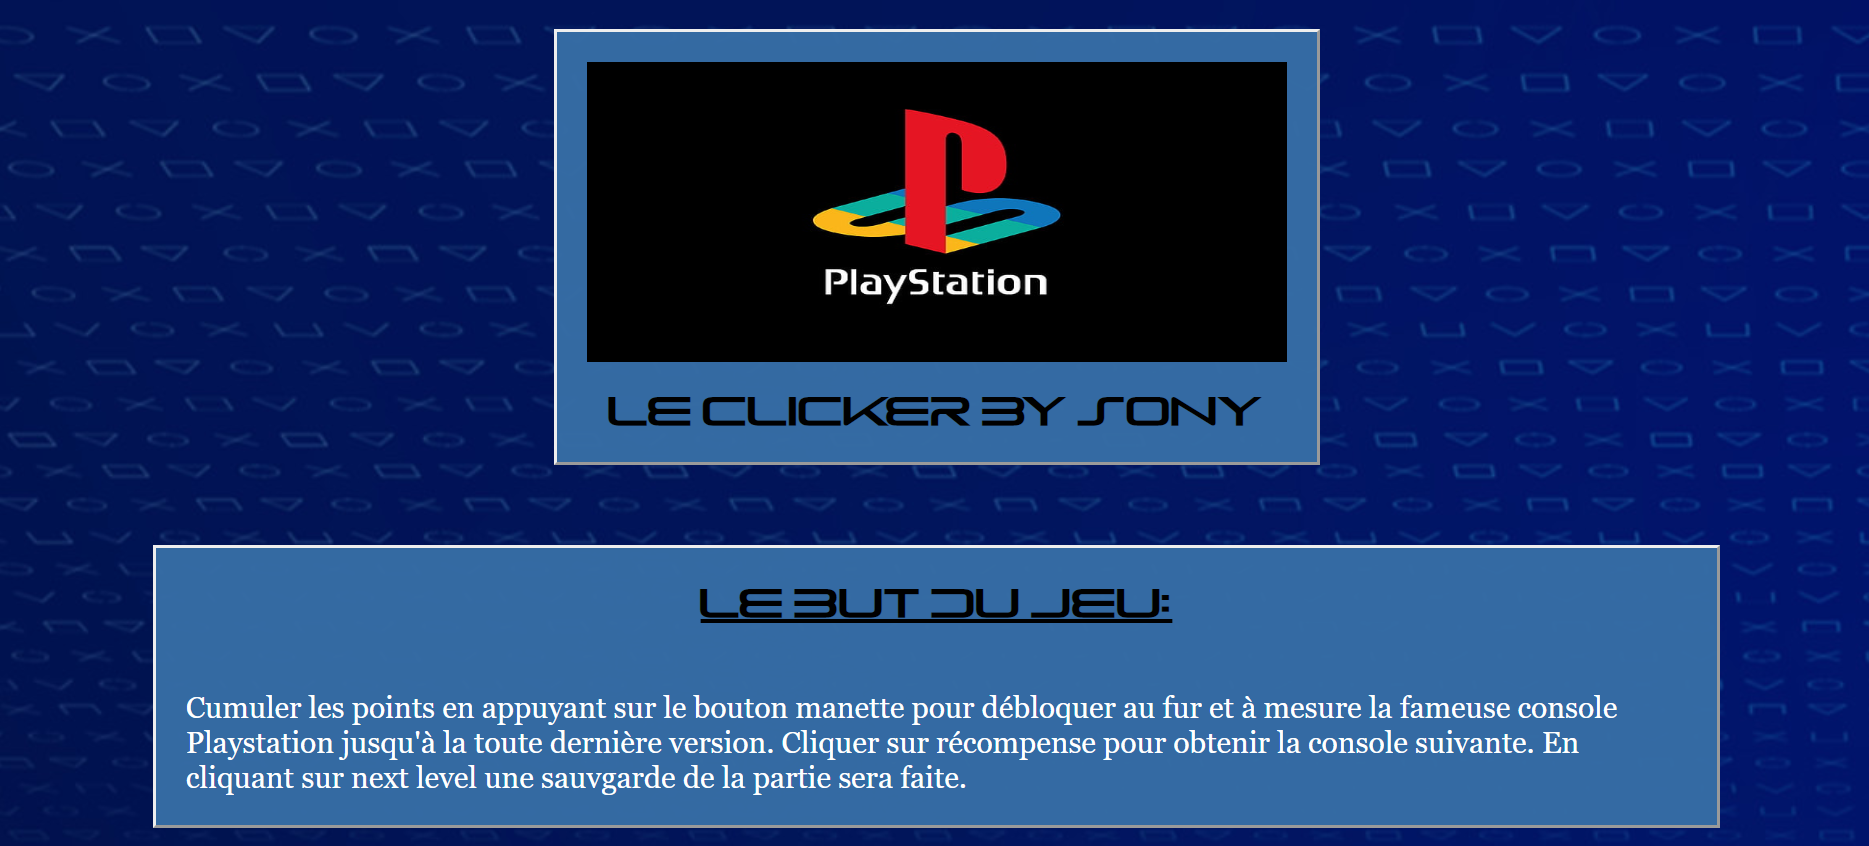 PlayStation
LE CLICKER BY SONY
LE BUT DU JEU:
Cumuler les points en appuyant sur le bouton manette pour débloquer au fur et à mesure la fameuse console
Playstation jusqu'à la toute dernière version. Cliquer sur récompense pour obtenir la console suivante. En
cliquant sur next level une sauvgarde de la partie sera faite.